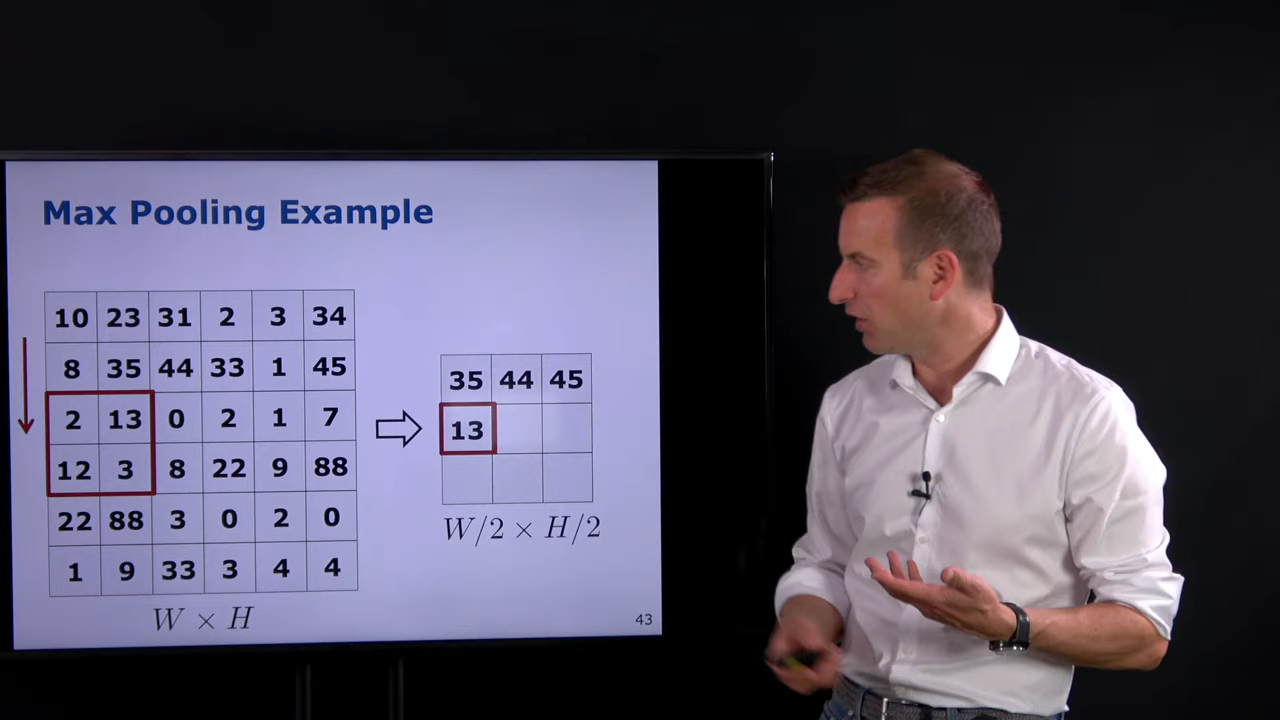 Max Pooling Example
10 23 31 2 3 34
8 35 44 33 1 45
2 13 0 2 1 7
12 3 8 22 9 88
22 88 3 0 2 0
1 9 33 3 4 4
W × H
35 44 45
13
W/2 × H/2
43